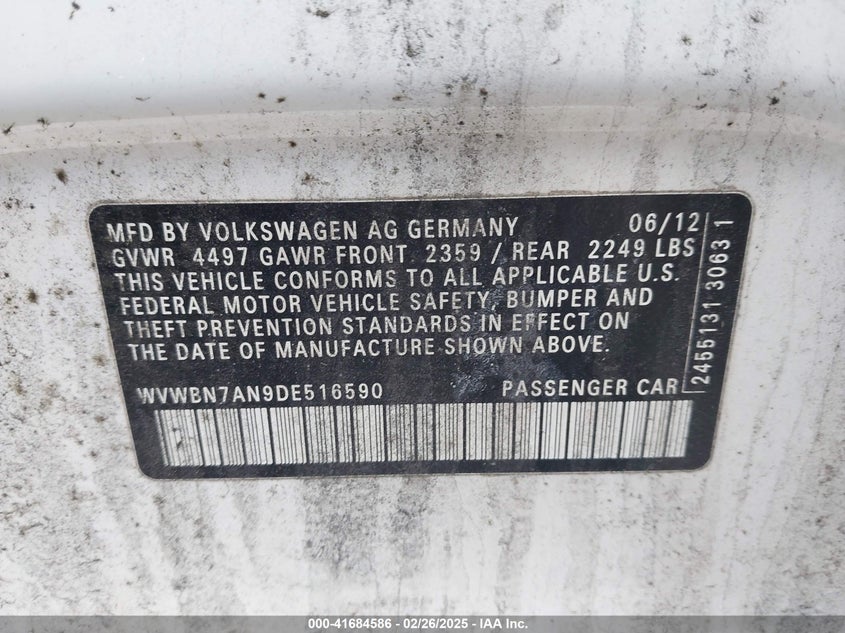 MFD BY VOLKSWAGEN AG GERMANY 06/12
GVWR 4497 GAWR FRONT 2359 / REAR 2249 LBS
THIS VEHICLE CONFORMS TO ALL APPLICABLE U.S.
FEDERAL MOTOR VEHICLE SAFETY, BUMPER AND
THEFT PREVENTION STANDARDS IN EFFECT ON
THE DATE OF MANUFACTURE SHOWN ABOVE.
WVWBN7AN9DE516590 PASSENGER CAR
2455131 3063 1
000-41684586 - 02/26/2025 - IAA Inc.